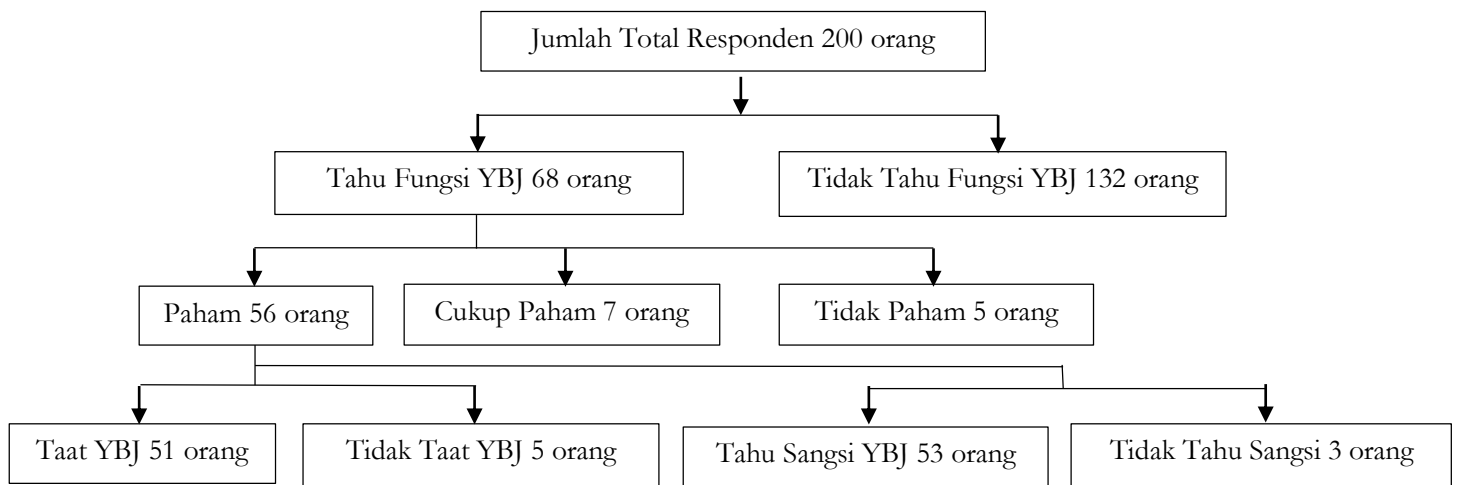 Jumlah Total Responden 200 orang
Tahu Fungsi YBJ 68 orang
Tidak Tahu Fungsi YBJ 132 orang
Paham 56 orang
Cukup Paham 7 orang
Tidak Paham 5 orang
Taat YBJ 51 orang
Tidak Taat YBJ 5 orang
Tahu Sangsi YBJ 53 orang
Tidak Tahu Sangsi 3 orang